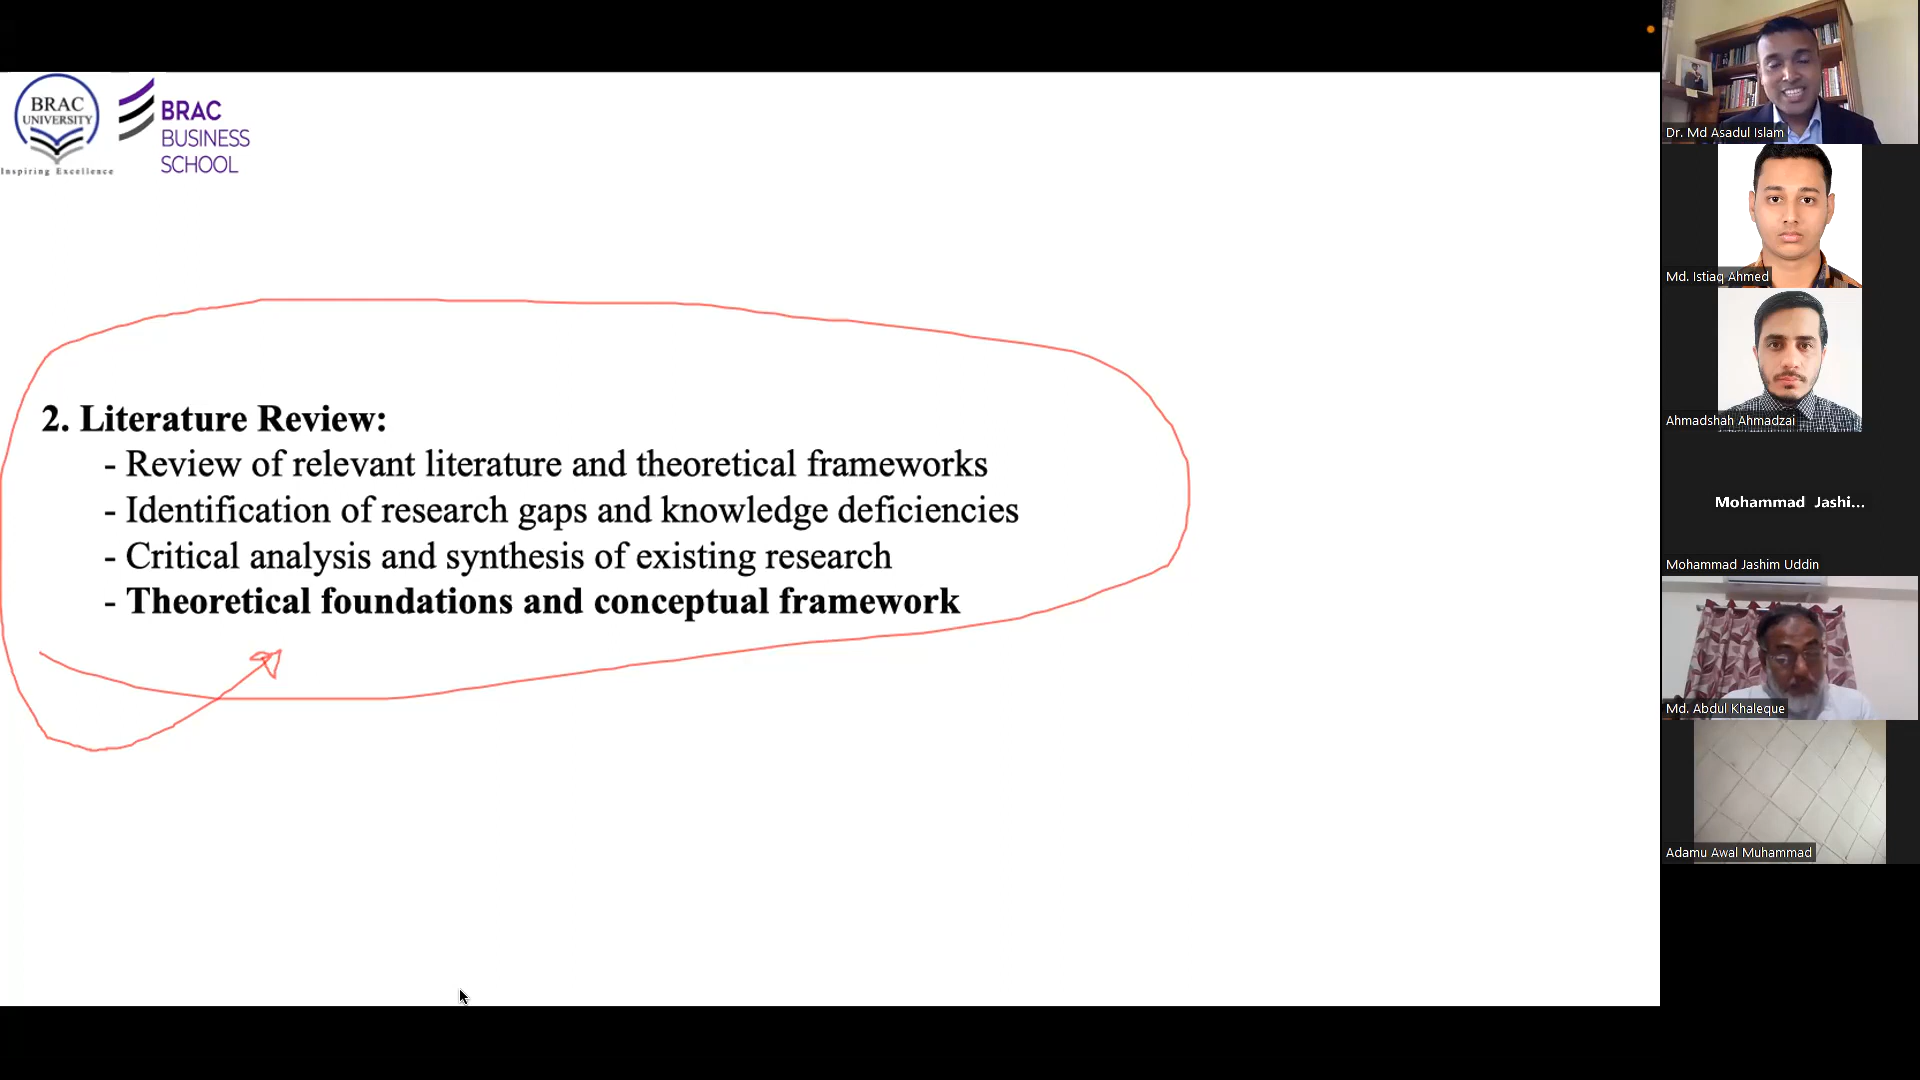 BRAC
UNIVERSITY
Inspiring Excellence
BRAC
BUSINESS
SCHOOL
2. Literature Review:
- Review of relevant literature and theoretical frameworks
- Identification of research gaps and knowledge deficiencies
- Critical analysis and synthesis of existing research
- Theoretical foundations and conceptual framework
Dr. Md Asadul Islam
Md. Istiaq Ahmed
Ahmadshah Ahmadzai
Mohammad Jashi...
Mohammad Jashim Uddin
Md. Abdul Khaleque
Adamu Awal Muhammad